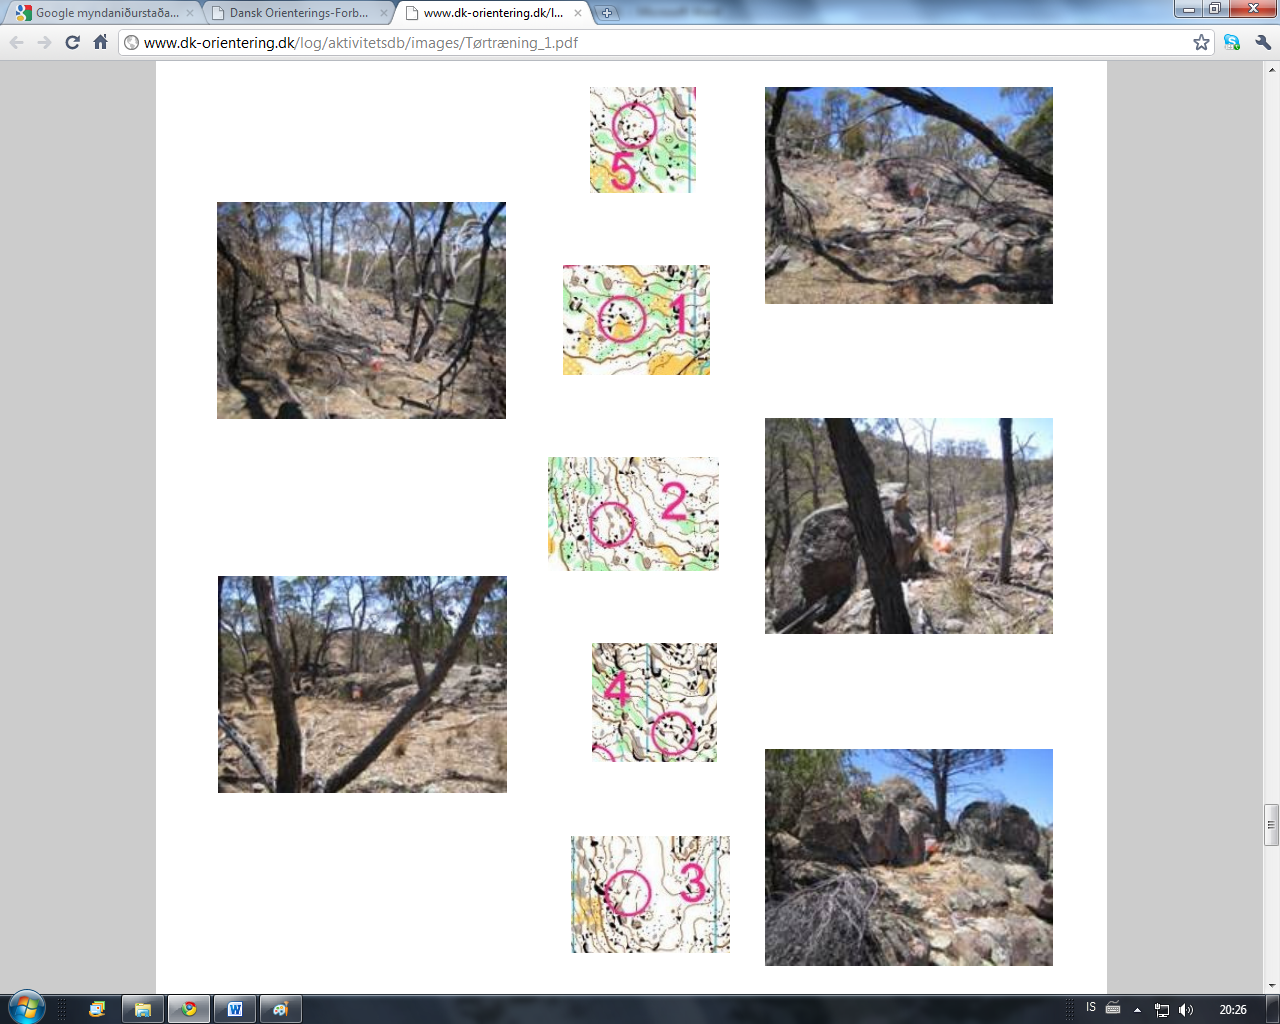 Google myndaniðurstaða...
Dansk Orienterings-Forb...
www.dk-orientering.dk/l...
www.dk-orientering.dk/log/aktivitetsdb/images/Tørtræning_1.pdf
5
1
2
4
3
IS
20:26